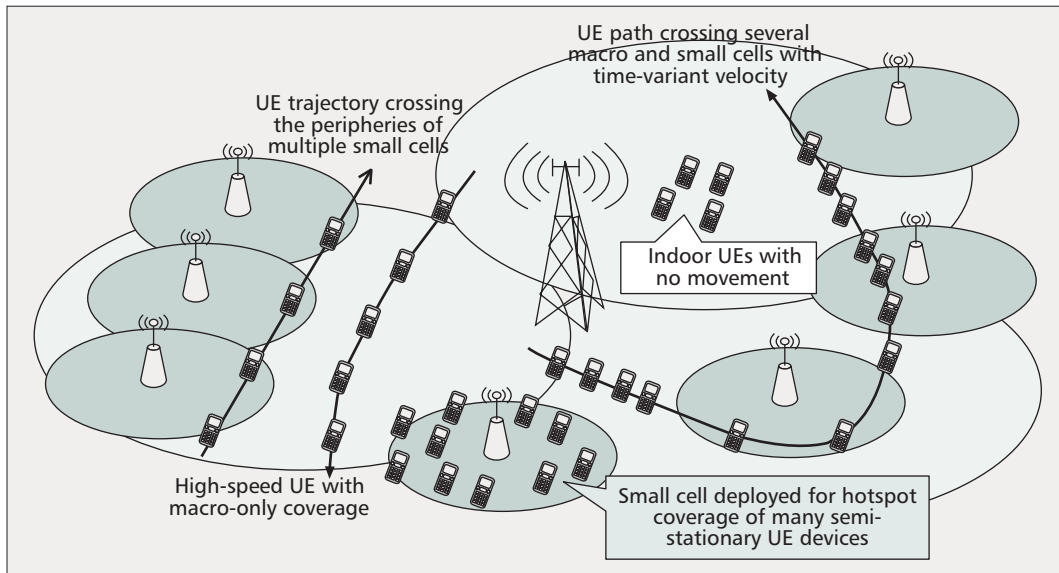 UE path crossing several
macro and small cells with
time-variant velocity
UE trajectory crossing
the peripheries of
multiple small cells
Indoor UEs with
no movement
High-speed UE with
macro-only coverage
Small cell deployed for hotspot
coverage of many semi-
stationary UE devices